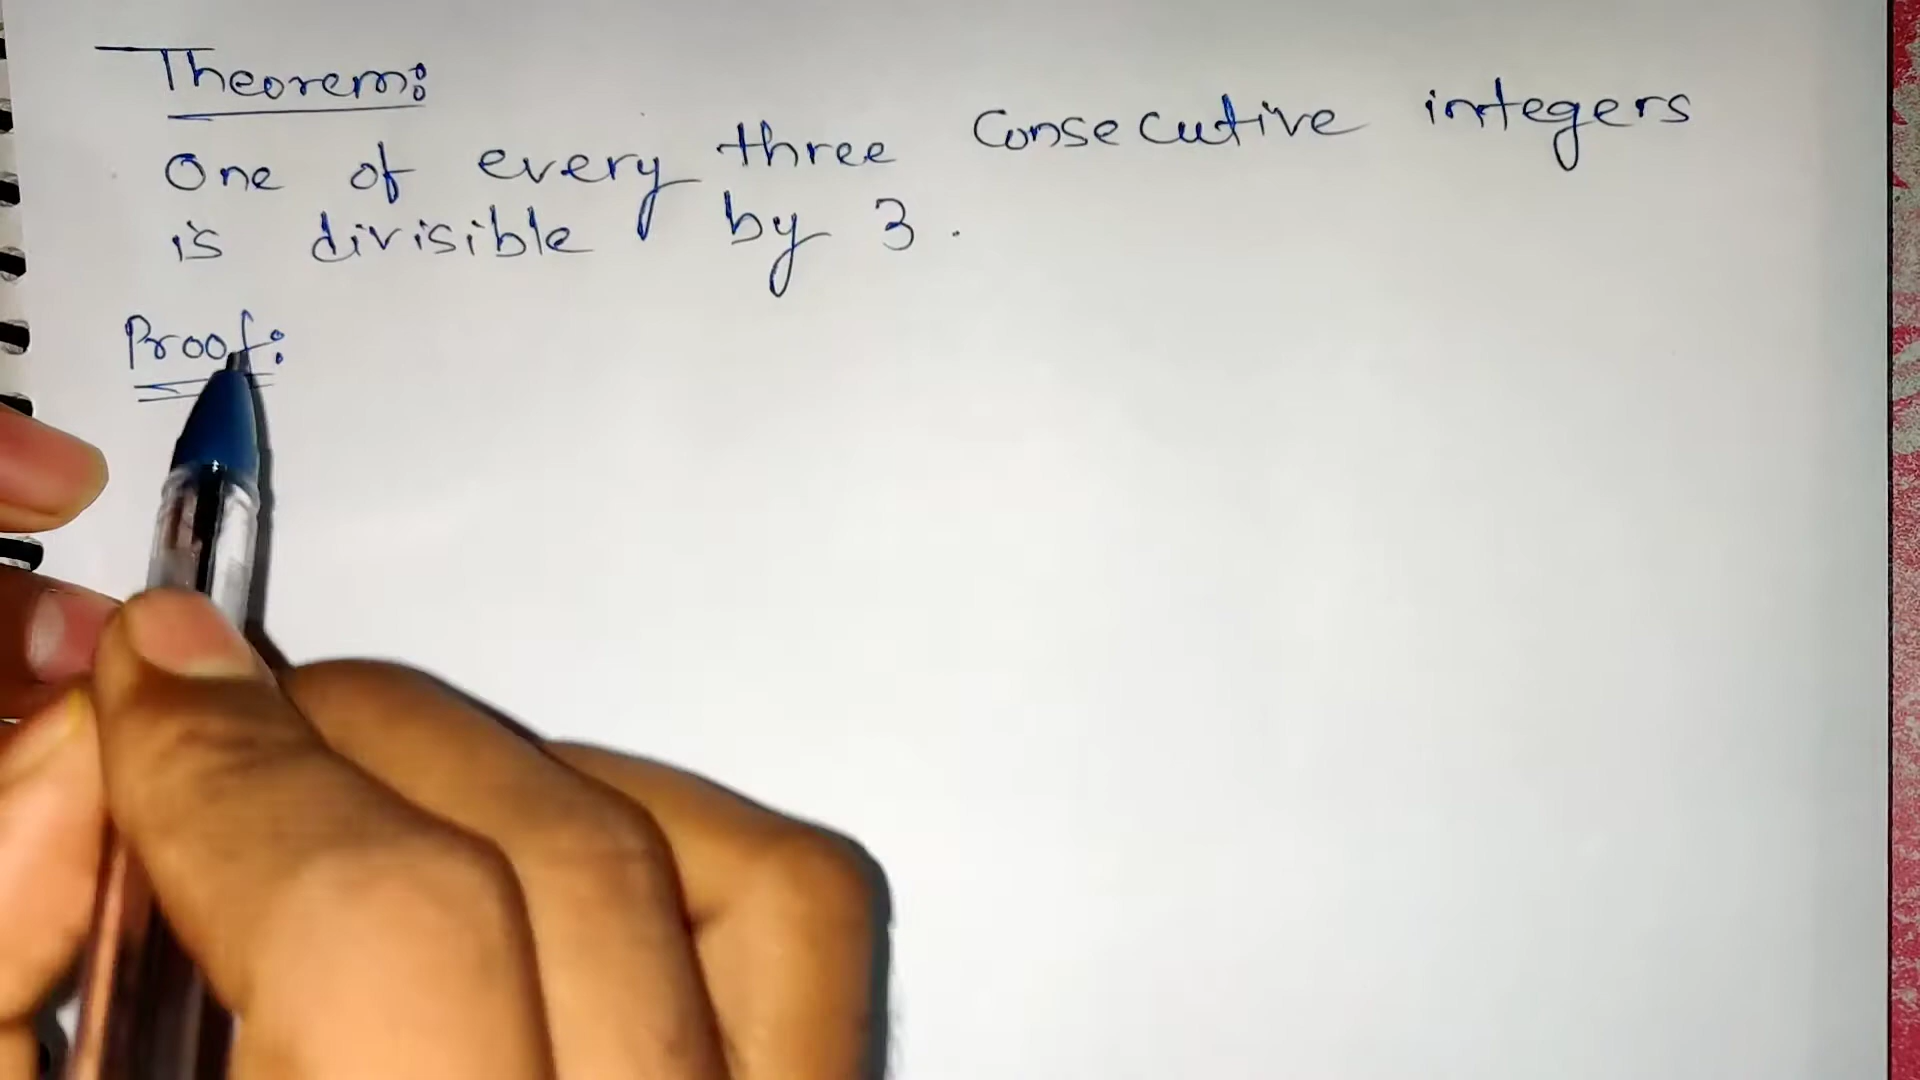 Theorem:
One of every three consecutive integers
is divisible by 3.
Proof: